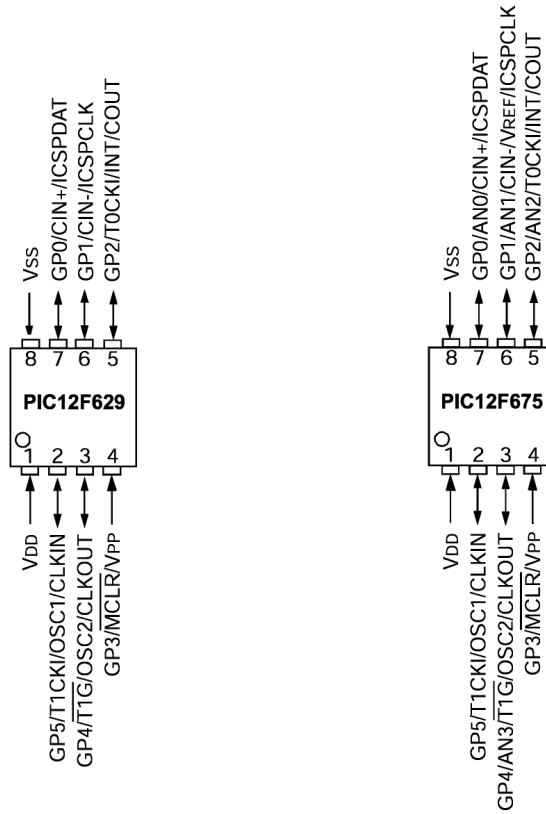 VSS
GP0/CIN+/ICSPDAT
GP1/CIN-/ICSPCLK
GP2/T0CKI/INT/COUT
8 7 6 5
PIC12F629
1 2 3 4
VDD
GP5/T1CKI/OSC1/CLKIN
GP4/T1G/OSC2/CLKOUT
GP3/MCLR/VPP
VSS
GP0/AN0/CIN+/ICSPDAT
GP1/AN1/CIN-/VREF/ICSPCLK
GP2/AN2/T0CKI/INT/COUT
8 7 6 5
PIC12F675
1 2 3 4
VDD
GP5/T1CKI/OSC1/CLKIN
GP4/AN3/T1G/OSC2/CLKOUT
GP3/MCLR/VPP